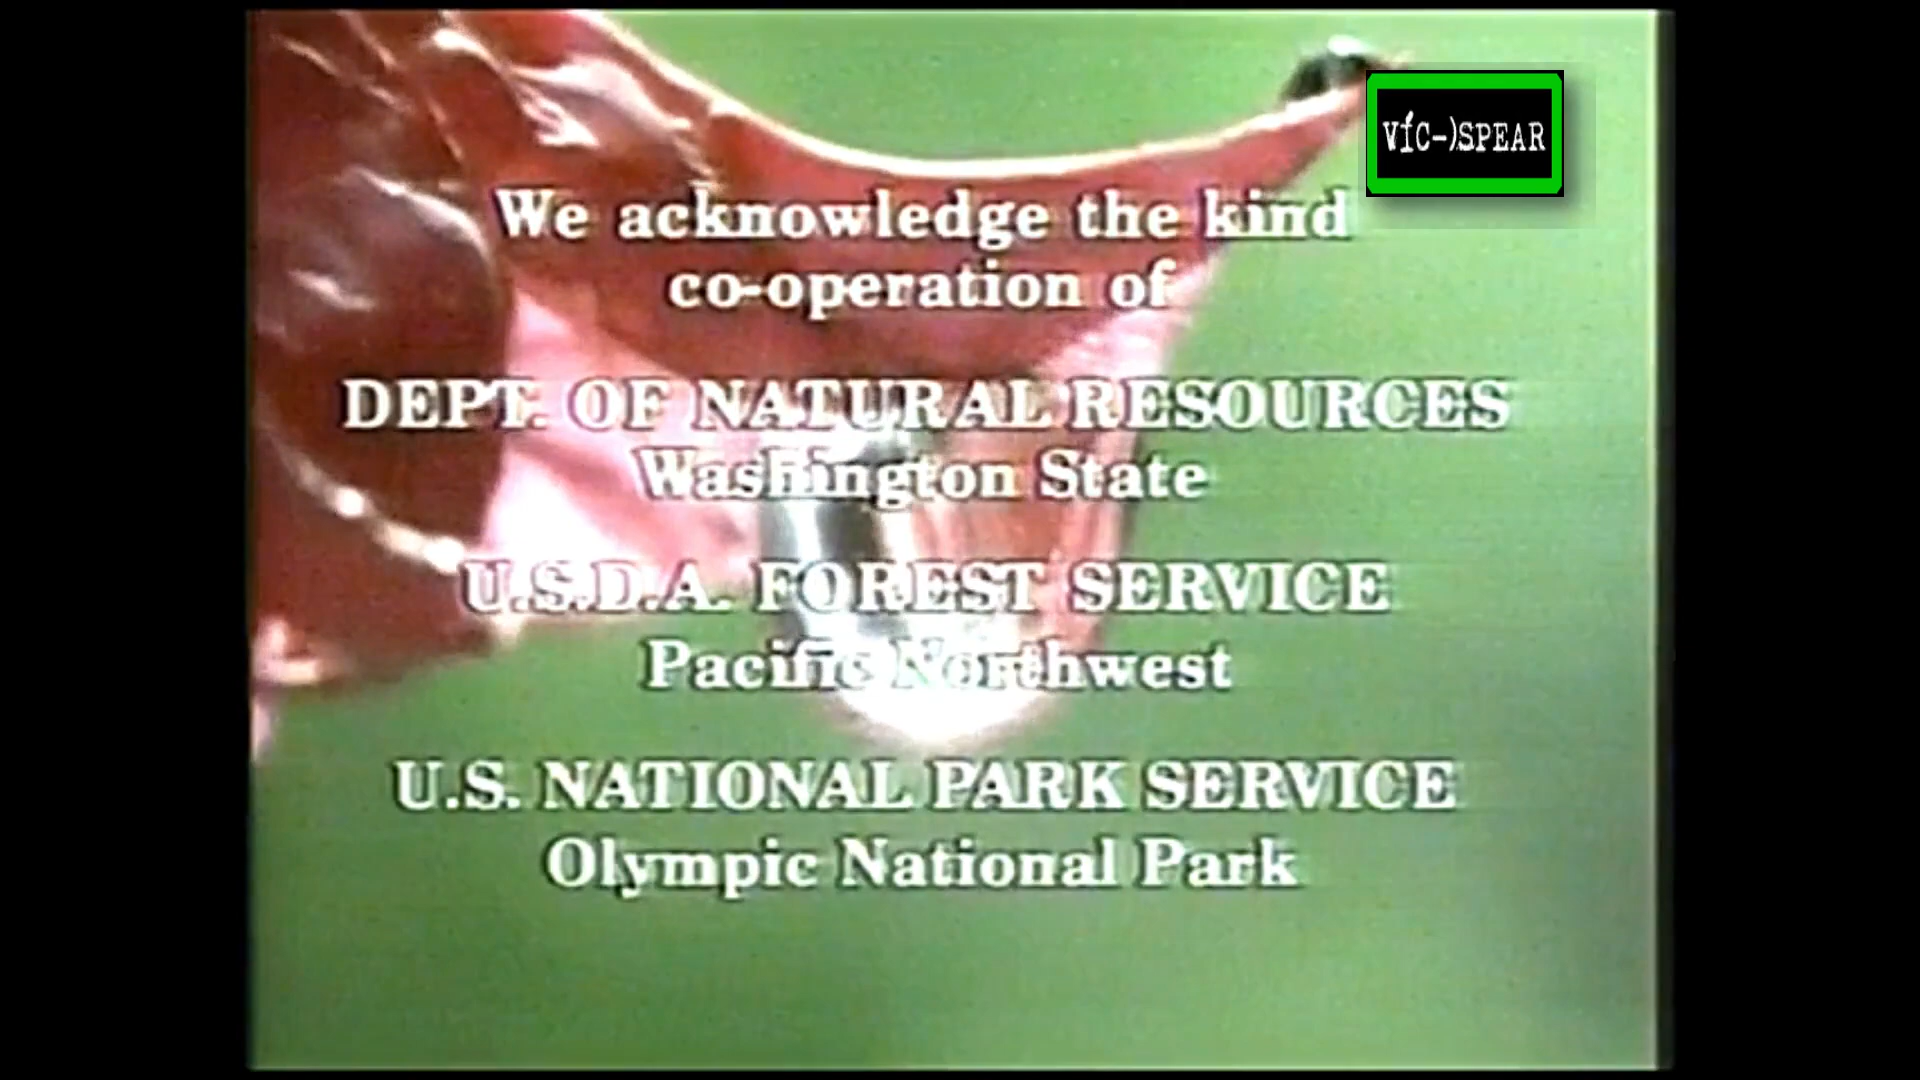 VíC-)SPEAR
We acknowledge the kind
co-operation of
DEPT. OF NATURAL RESOURCES
Washington State
U.S.D.A. FOREST SERVICE
Pacific Northwest
U.S. NATIONAL PARK SERVICE
Olympic National Park